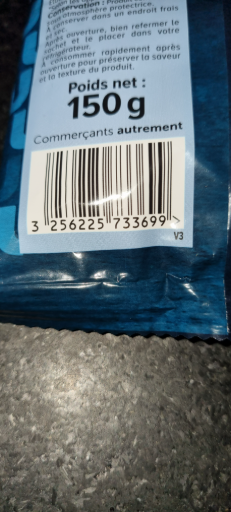 Conservation : Produit
sous atmosphère protectrice.
À conserver dans un endroit frais
et sec.
Après ouverture, bien refermer le
sachet et le placer dans votre
réfrigérateur.
À consommer rapidement après
ouverture pour préserver la saveur
et la texture du produit.
Poids net :
150 g
Commerçants autrement
3 256225 733699 >
V3